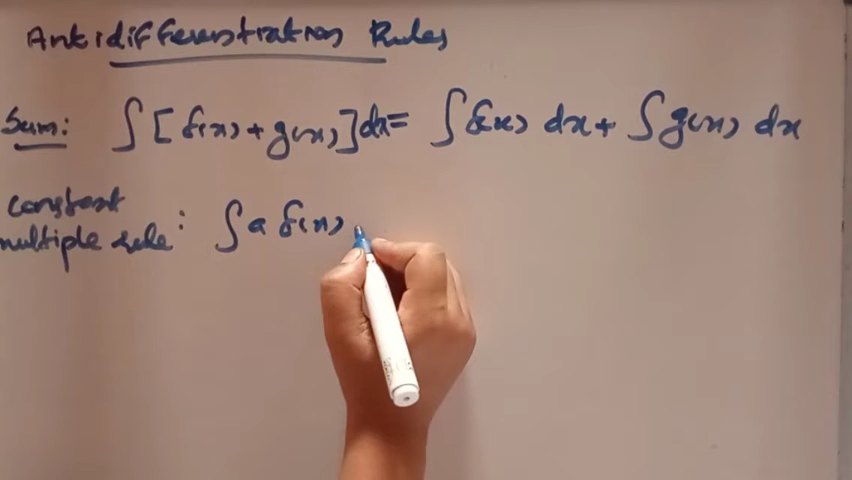 Antidifferentiation Rules
Sum: ∫ [f(x) + g(x)]dx = ∫ f(x) dx + ∫ g(x) dx
constant
multiple rule: ∫ a f(x)